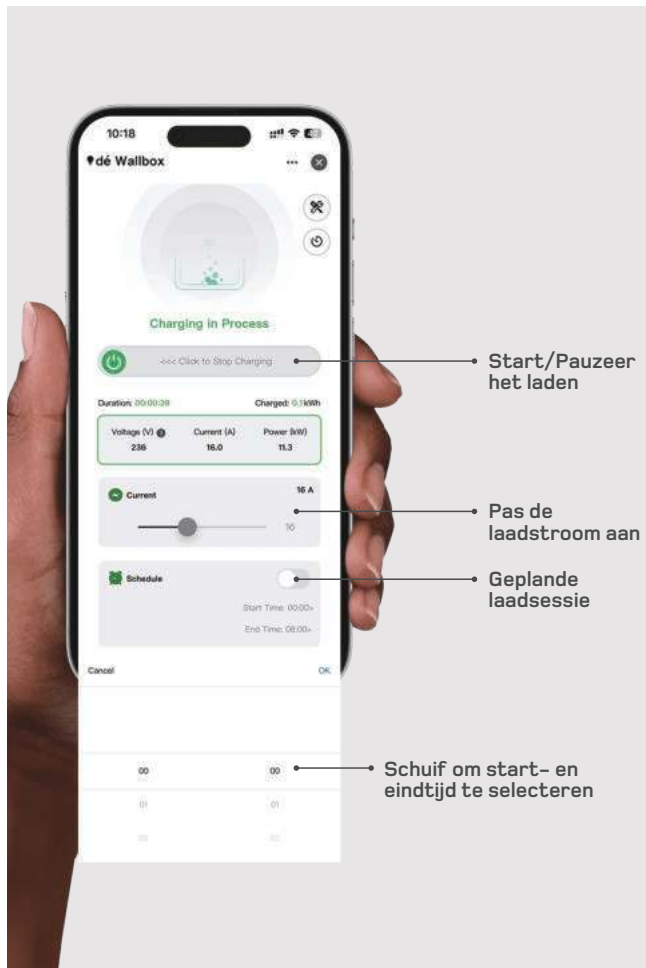 10:18
dé Wallbox
Charging in Process
<<< Click to Stop Charging
Start/Pauzeer
het laden
Duration: 00:00:39
Charged: 0.1kWh
Voltage (V) Current (A) Power (kW)
236 16.0 11.3
Current 16 A
16
Pas de
laadstroom aan
Schedule
Geplande
laadsessie
Start Time: 00:00>
End Time: 08:00>
Cancel OK
00 00
Schuif om start- en
eindtijd te selecteren
01 01
02 02